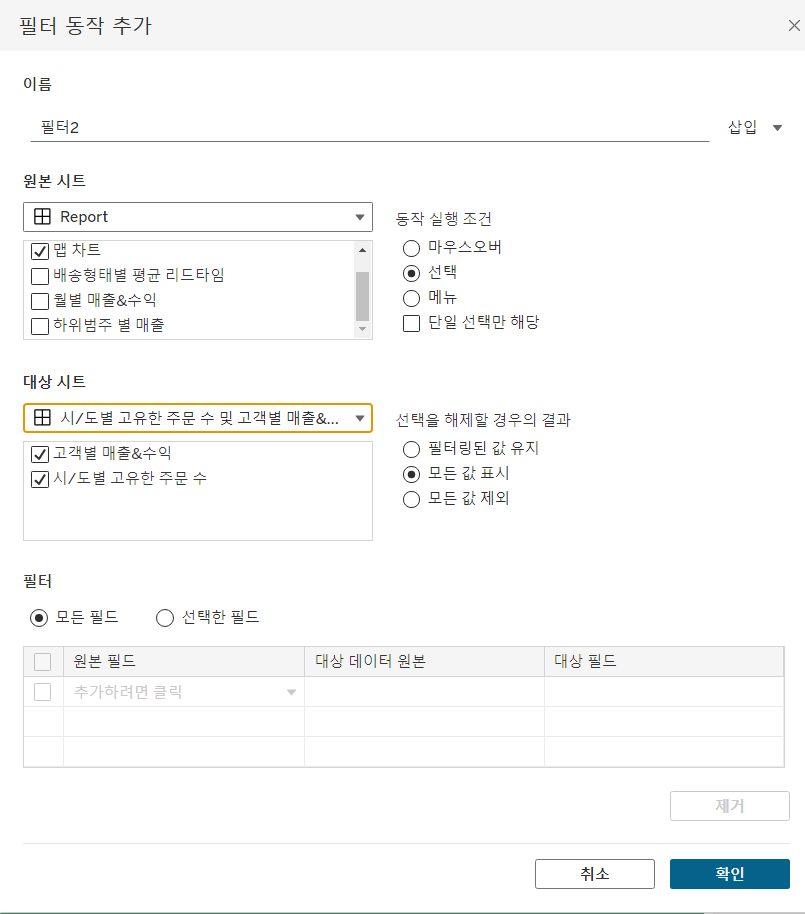 필터 동작 추가
이름
필터2
삽입
원본 시트
Report
맵 차트
배송형태별 평균 리드타임
월별 매출&수익
하위범주 별 매출
동작 실행 조건
마우스오버
선택
메뉴
단일 선택만 해당
대상 시트
시/도별 고유한 주문 수 및 고객별 매출&...
고객별 매출&수익
시/도별 고유한 주문 수
선택을 해제할 경우의 결과
필터링된 값 유지
모든 값 표시
모든 값 제외
필터
모든 필드 선택한 필드
원본 필드 대상 데이터 원본 대상 필드
추가하려면 클릭
제거
취소 확인